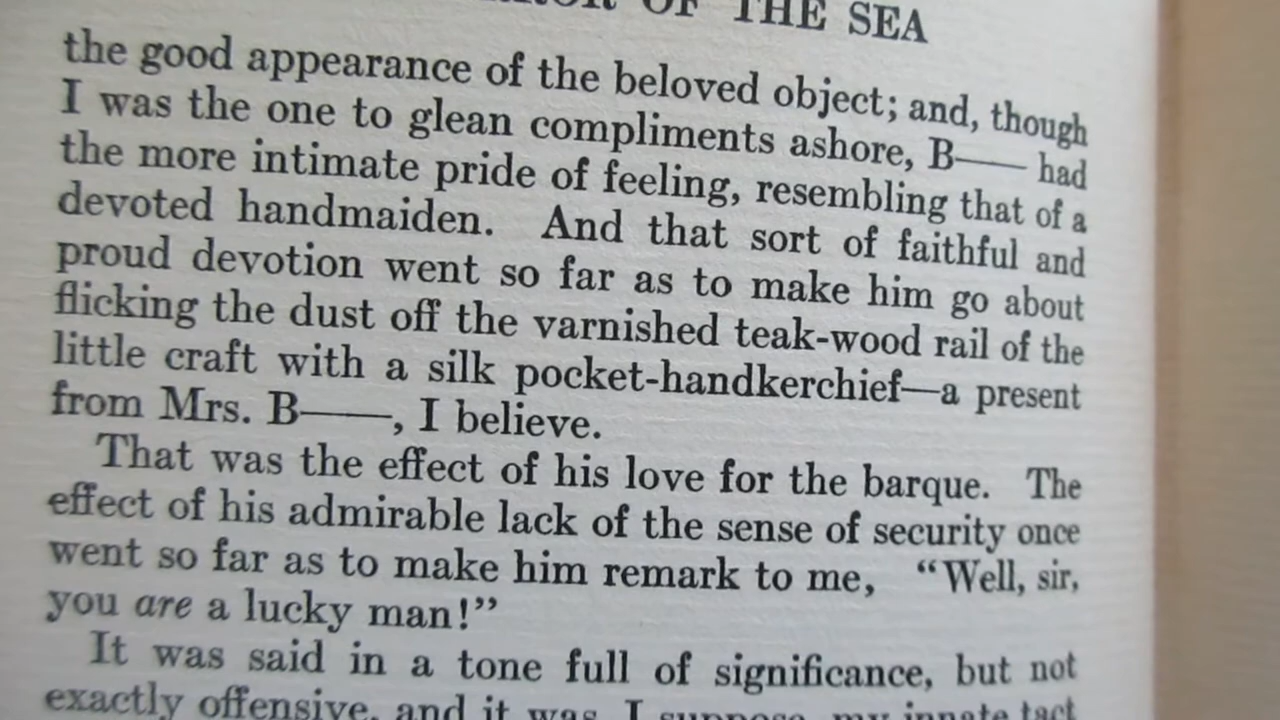 OF THE SEA
the good appearance of the beloved object; and, though
I was the one to glean compliments ashore, B—— had
the more intimate pride of feeling, resembling that of a
devoted handmaiden. And that sort of faithful and
proud devotion went so far as to make him go about
flicking the dust off the varnished teak-wood rail of the
little craft with a silk pocket-handkerchief—a present
from Mrs. B——, I believe.
That was the effect of his love for the barque. The
effect of his admirable lack of the sense of security once
went so far as to make him remark to me, “Well, sir,
you are a lucky man!”
It was said in a tone full of significance, but not
exactly offensive, and it was, I suppose, my innate tact